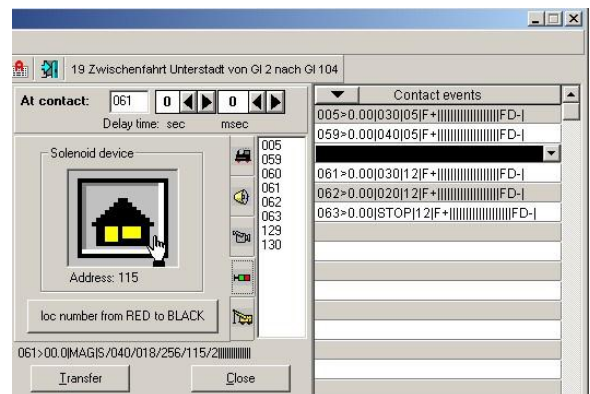 19 Zwischenfahrt Unterstadt von Gl 2 nach Gl 104
At contact: 061 0 0
Delay time: sec msec
Solenoid device
Address: 115
loc number from RED to BLACK
005
059
060
061
062
063
129
130
061>00.0|MAG|S/040/018/256/115/2||||||||||
Transfer Close
Contact events
005>0.00|030|05|F+||||||||||||||||||FD-|
059>0.00|040|05|F+||||||||||||||||||FD-|
061>0.00|030|12|F+||||||||||||||||||FD-|
062>0.00|020|12|F+||||||||||||||||||FD-|
063>0.00|STOP|12|F+||||||||||||||||||FD-|